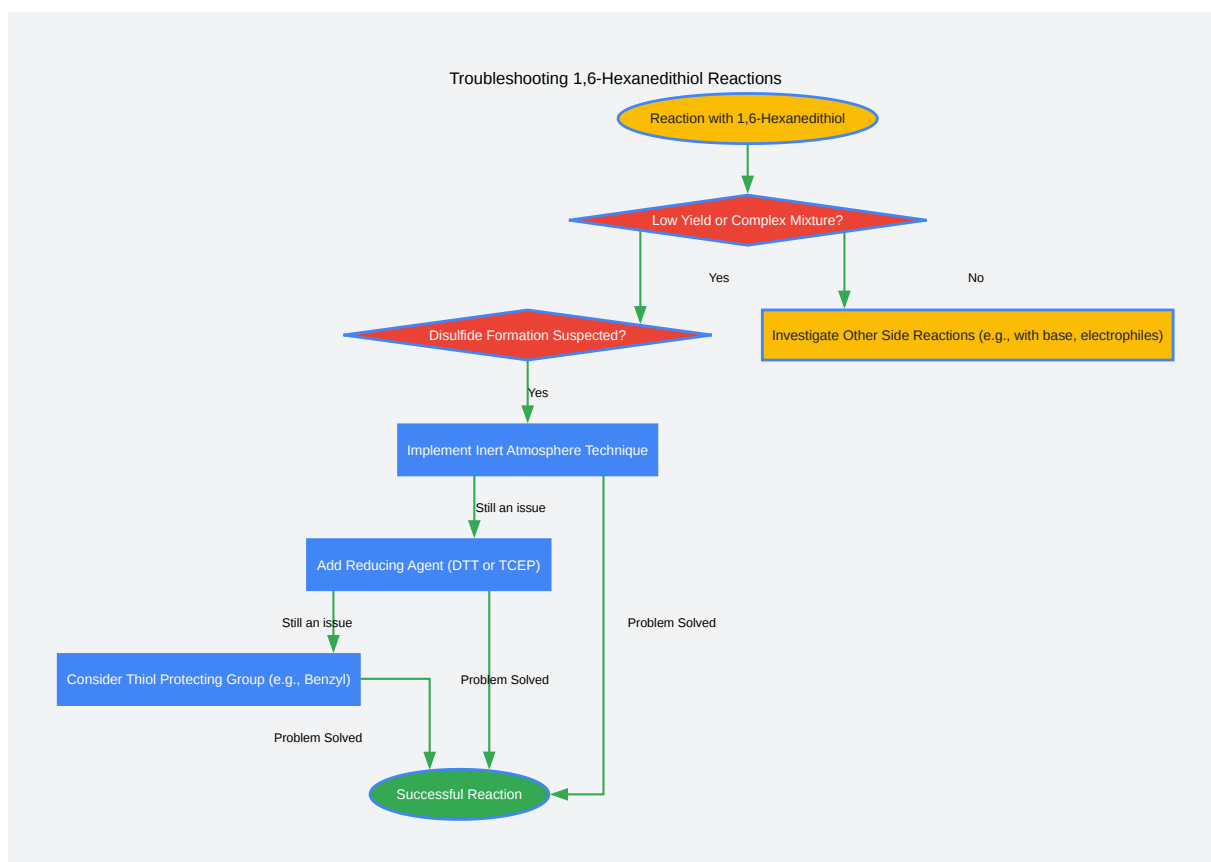 Troubleshooting 1,6-Hexanedithiol Reactions
Reaction with 1,6-Hexanedithiol
Low Yield or Complex Mixture?
Yes
No
Disulfide Formation Suspected?
Investigate Other Side Reactions (e.g., with base, electrophiles)
Yes
Implement Inert Atmosphere Technique
Still an issue
Add Reducing Agent (DTT or TCEP)
Still an issue
Problem Solved
Consider Thiol Protecting Group (e.g., Benzyl)
Problem Solved
Problem Solved
Successful Reaction